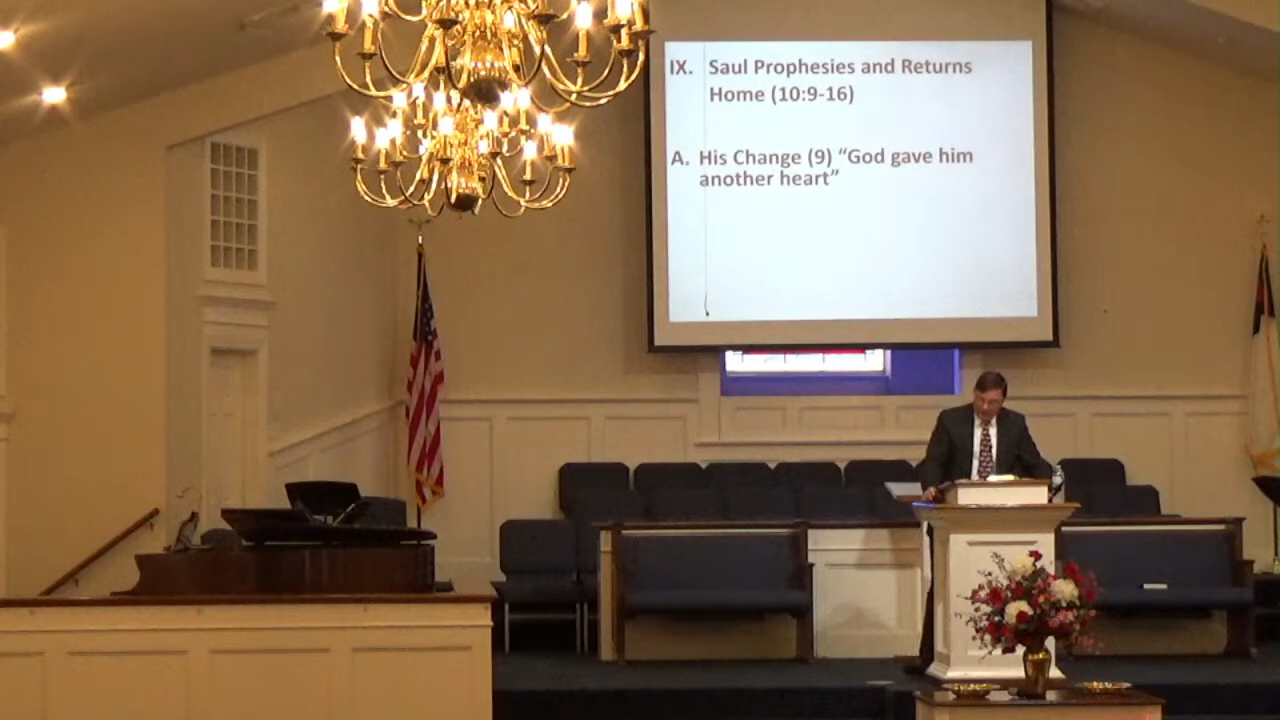 IX. Saul Prophesies and Returns
Home (10:9-16)
A. His Change (9) “God gave him
another heart”